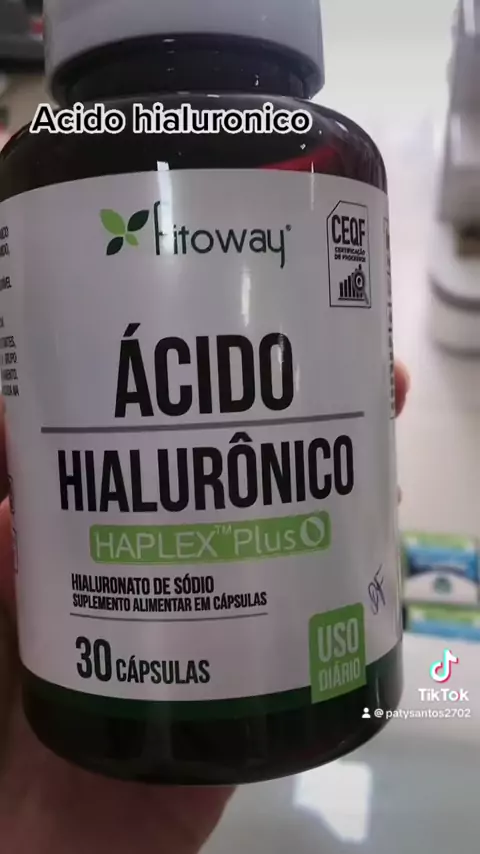 Acido hialuronico
fitoway®
CEQF
CERTIFICAÇÃO
DE PROCESSOS
ÁCIDO
HIALURÔNICO
HAPLEX™ Plus
HIALURONATO DE SÓDIO
SUPLEMENTO ALIMENTAR EM CÁPSULAS
30 CÁPSULAS
USO
DIÁRIO
TikTok
@patysantos2702